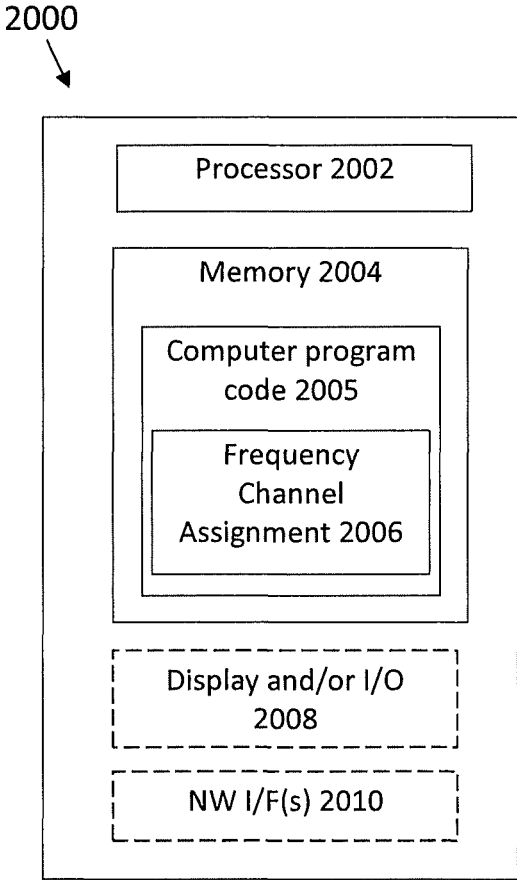 2000
Processor 2002
Memory 2004
Computer program
code 2005
Frequency
Channel
Assignment 2006
Display and/or I/O
2008
NW I/F(s) 2010